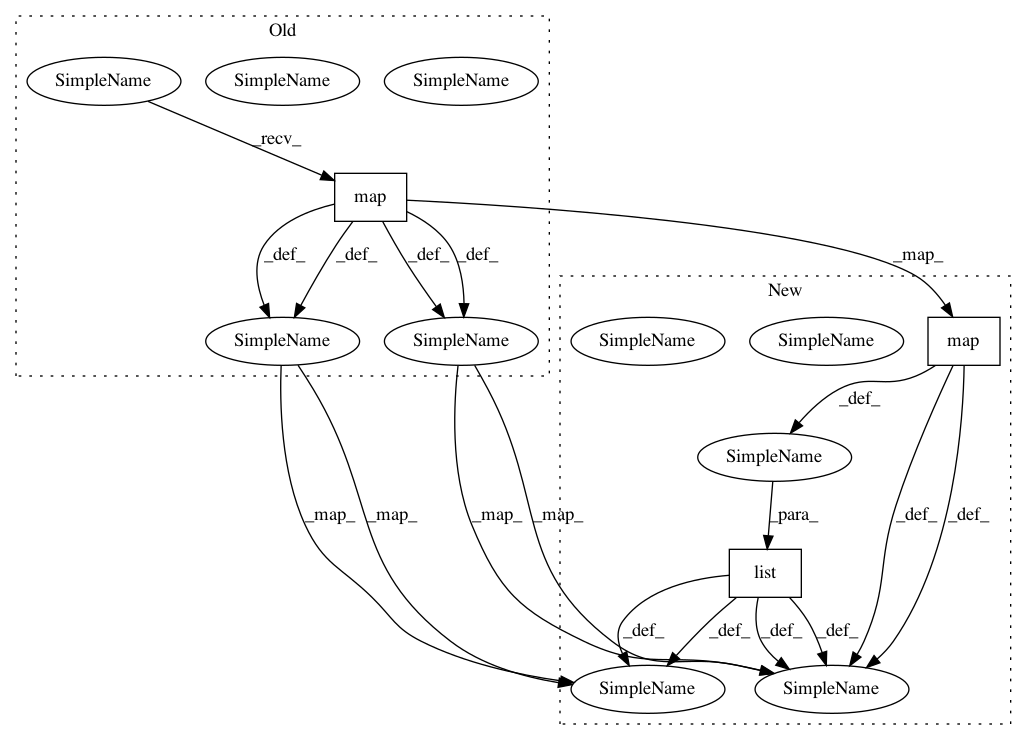 Old
SimpleName SimpleName SimpleName
_recv_
map
_def_ _def_ _def_ _def_ _map_
New
SimpleName SimpleName SimpleName SimpleName map
_def_
SimpleName
_map_ _map_ _map_ _map_ _para_ _def_ _def_
list
_def_ _def_ _def_ _def_
SimpleName SimpleName